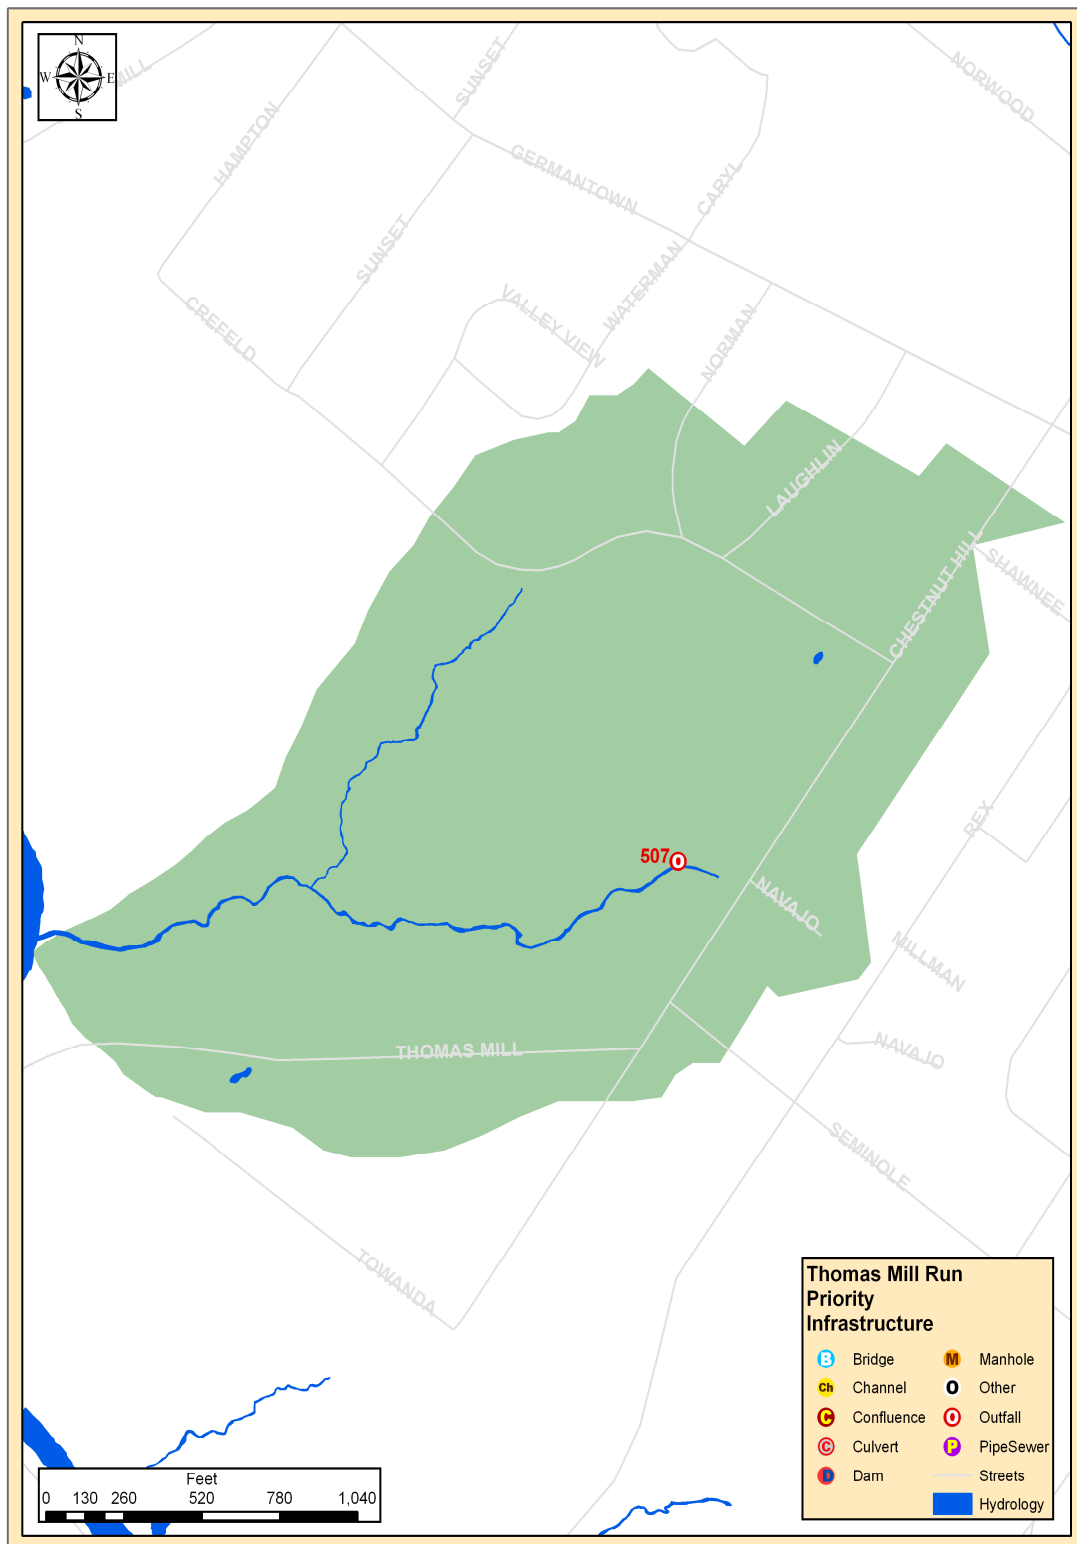 N
W E
S
MILL
HAMPTON
SUNSET
NORWOOD
GERMANTOWN
CARYL
SUNSET
WATERMAN
VALLEY VIEW
CREFELD
NORMAN
LAUGHLIN
CHESTNUT HILL
SHAWNEE
REX
507 O
NAVAJO
MILLMAN
NAVAJO
THOMAS MILL
SEMINOLE
TOWANDA
Thomas Mill Run
Priority
Infrastructure
B Bridge M Manhole
Ch Channel O Other
C Confluence O Outfall
C Culvert P PipeSewer
D Dam Streets
Hydrology
Feet
0 130 260 520 780 1,040